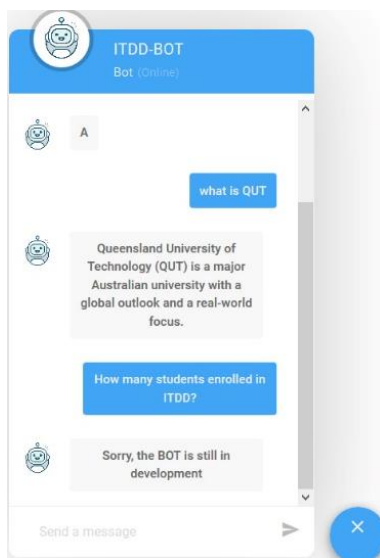 ITDD-BOT
Bot (Online)
A
what is QUT
Queensland University of
Technology (QUT) is a major
Australian university with a
global outlook and a real-world
focus.
How many students enrolled in
ITDD?
Sorry, the BOT is still in
development
Send a message